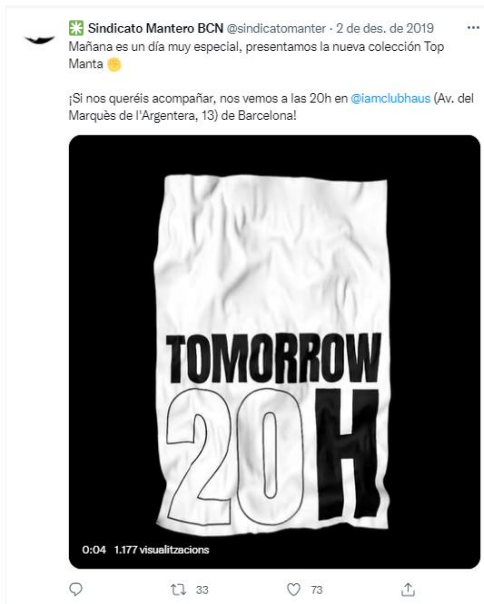 Sindicato Mantero BCN @sindicatomanter · 2 de des. de 2019
Mañana es un día muy especial, presentamos la nueva colección Top
Manta
¡Si nos queréis acompañar, nos vemos a las 20h en @iamclubhaus (Av. del
Marquès de l'Argentera, 13) de Barcelona!
TOMORROW
20H
0:04 1.177 visualitzacions
33 73